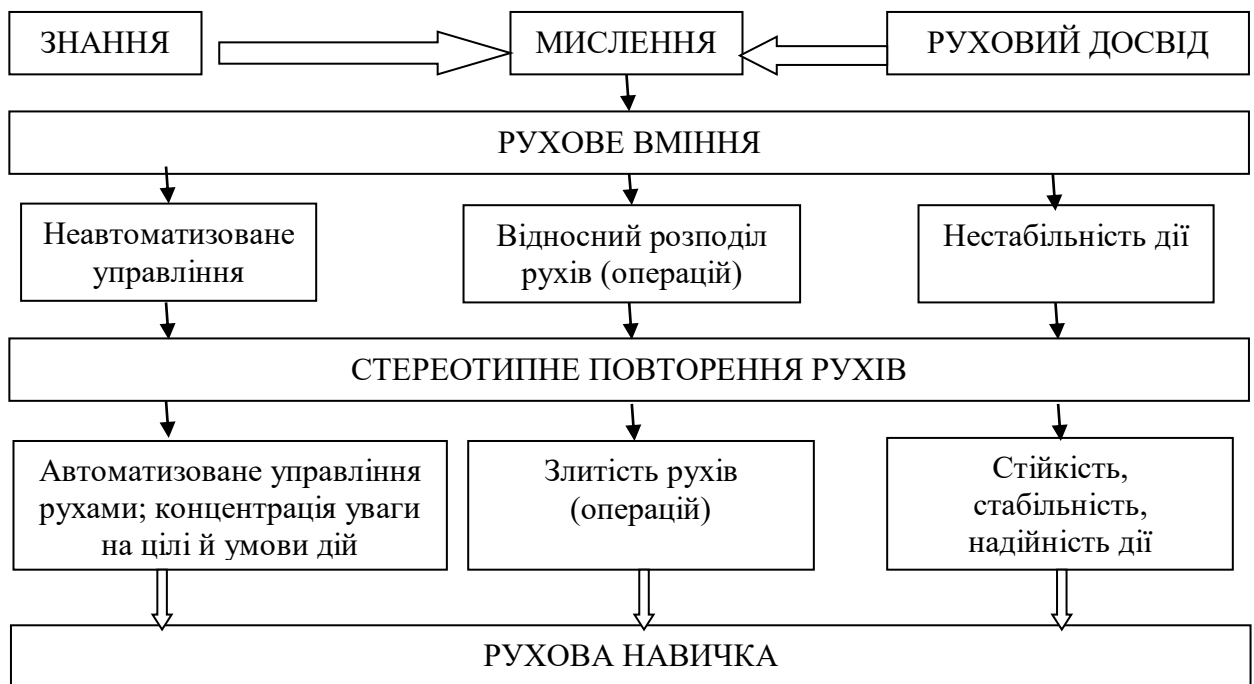 ЗНАННЯ
МИСЛЕННЯ
РУХОВИЙ ДОСВІД
РУХОВЕ ВМІННЯ
Неавтоматизоване
управління
Відносний розподіл
рухів (операцій)
Нестабільність дії
СТЕРЕОТИПНЕ ПОВТОРЕННЯ РУХІВ
Автоматизоване управління
рухами; концентрація уваги
на цілі й умови дій
Злитість рухів
(операцій)
Стійкість,
стабільність,
надійність дії
РУХОВА НАВИЧКА